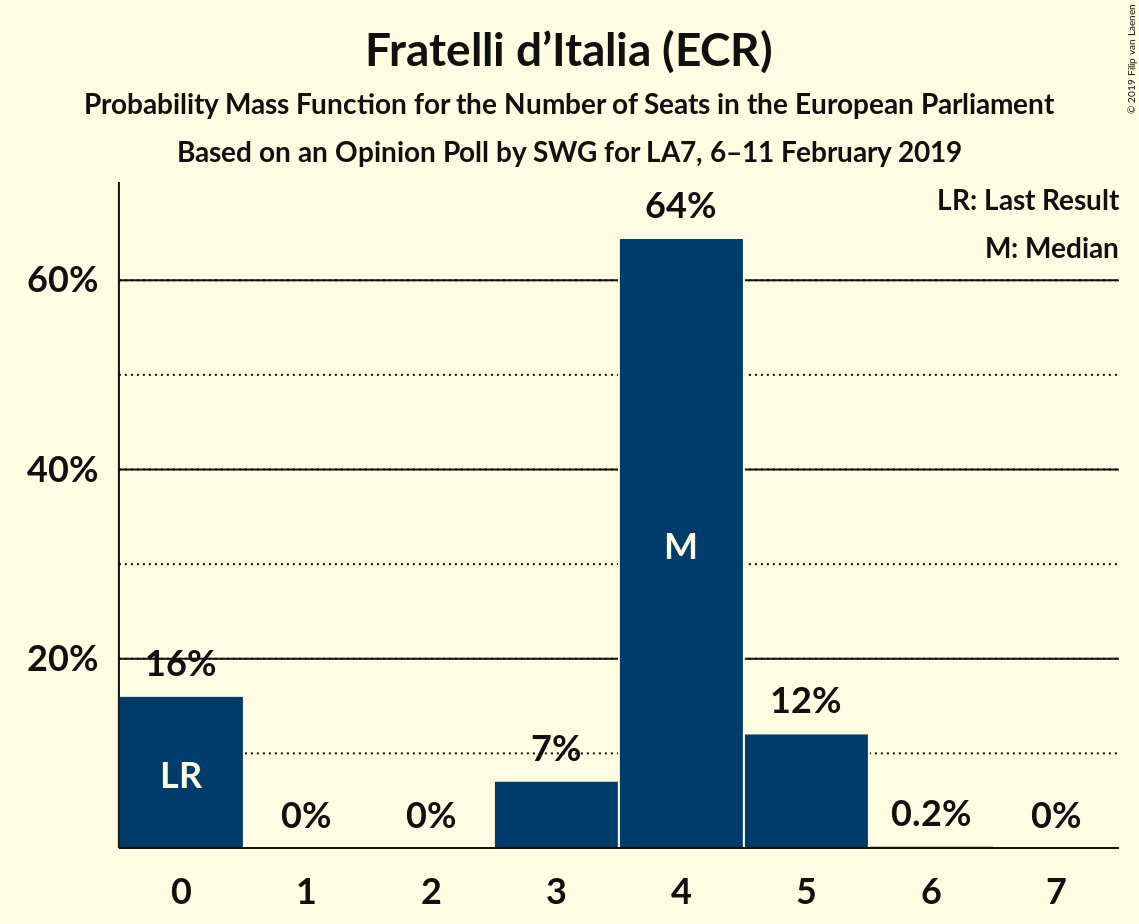 Fratelli d’Italia (ECR)
Probability Mass Function for the Number of Seats in the European Parliament
Based on an Opinion Poll by SWG for LA7, 6–11 February 2019
© 2019 Filip van Laenen
LR: Last Result
M: Median
64%
60%
40%
M
20%
16%
12%
7%
LR
0%
0%
0.2%
0%
0 1 2 3 4 5 6 7